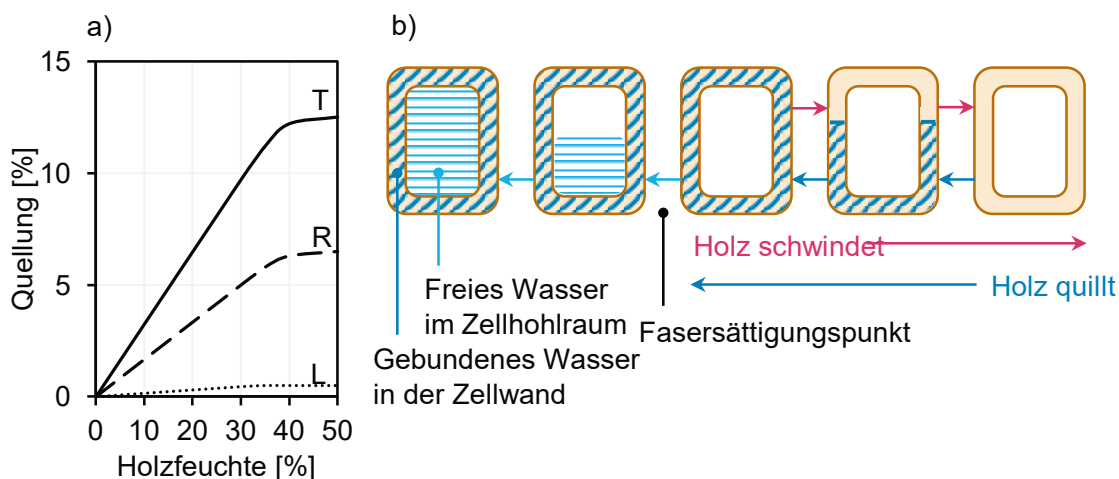 a)
15
10
5
0
Quellung [%]
T
R
L
0 10 20 30 40 50
Holzfeuchte [%]
b)
Holz schwindet
Holz quillt
Freies Wasser
im Zellhohlraum
Fasersättigungspunkt
Gebundenes Wasser
in der Zellwand